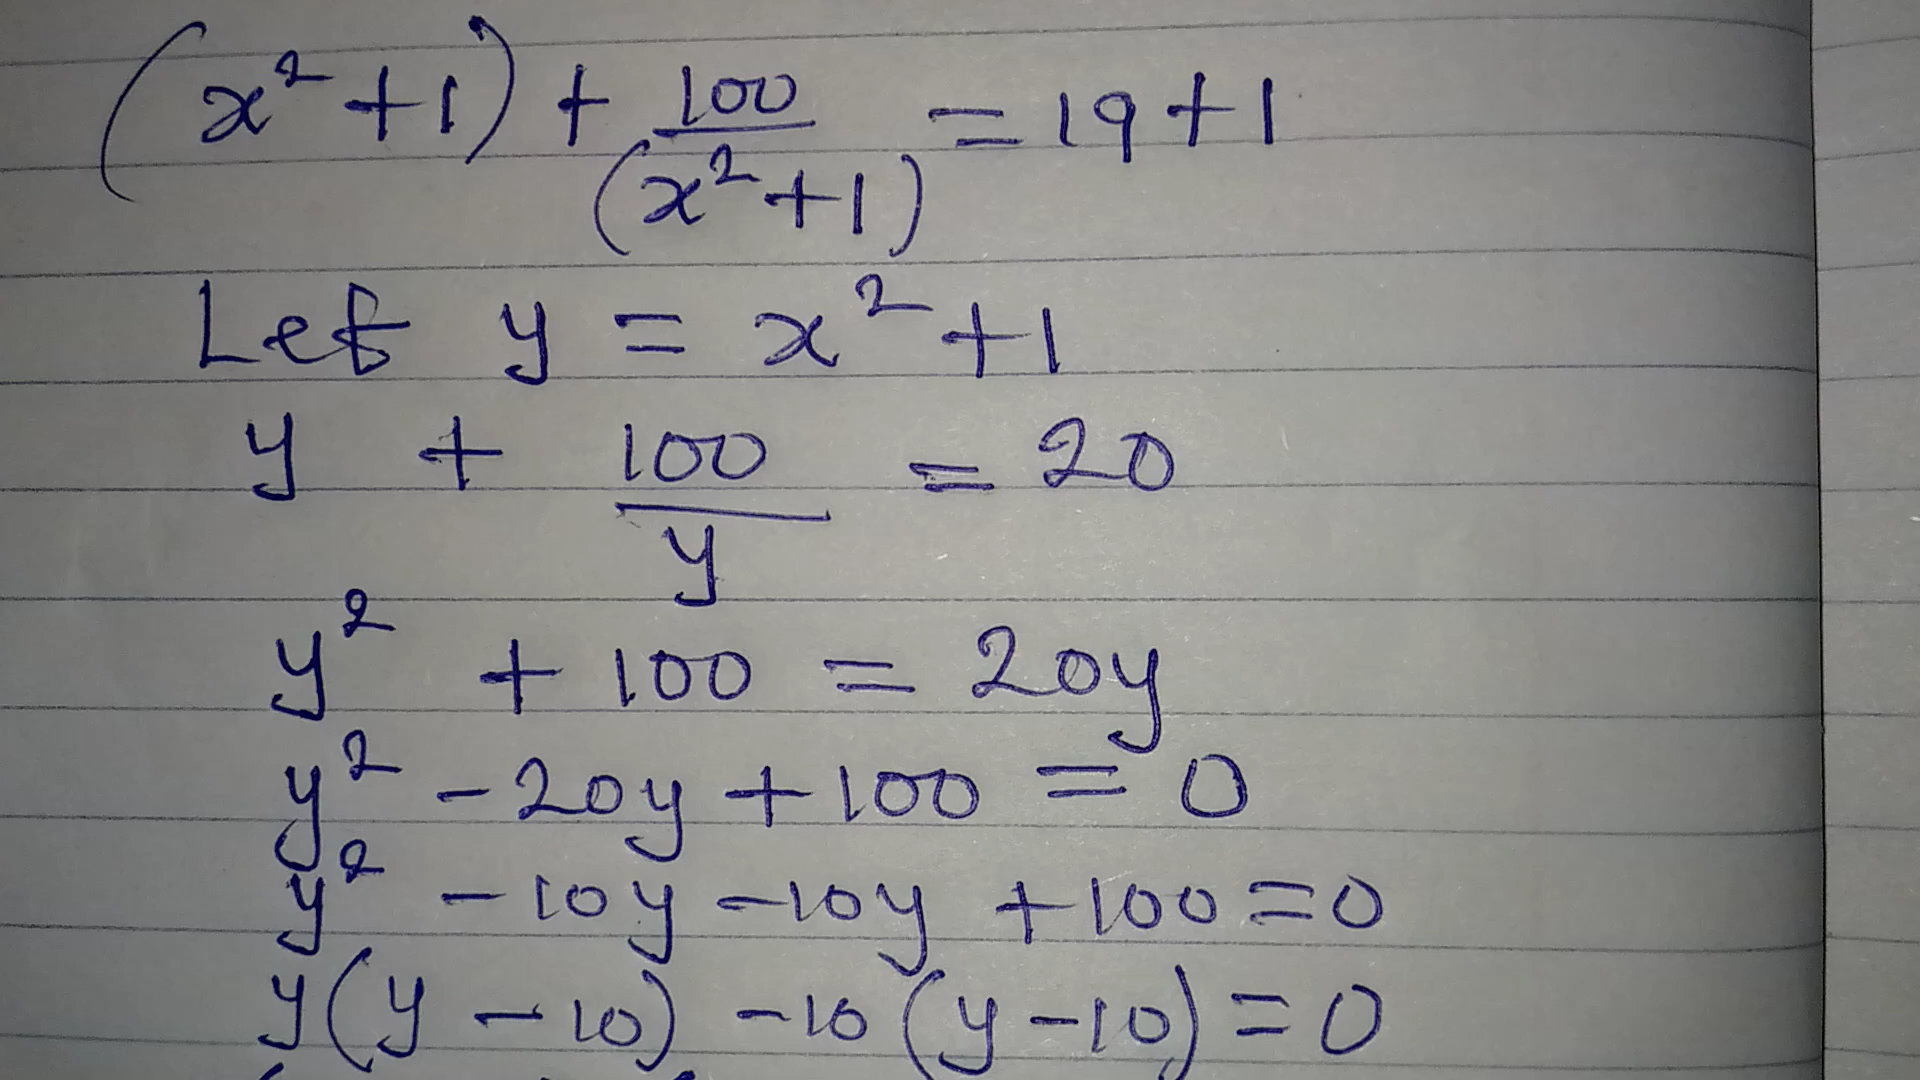 (x² + 1) + 100/(x² + 1) = 19 + 1
Let y = x² + 1
y + 100/y = 20
y² + 100 = 20y
y² - 20y + 100 = 0
y² - 10y - 10y + 100 = 0
y(y - 10) - 10(y - 10) = 0